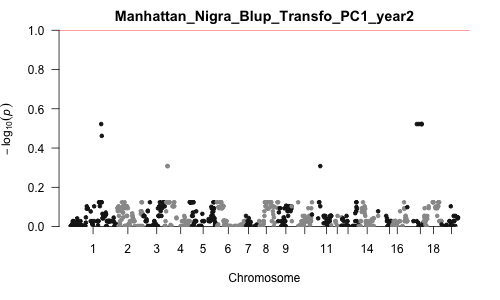 Manhattan_Nigra_Blup_Transfo_PC1_year2
1.0
0.8
0.6
0.4
0.2
0.0
− log10(p)
1 2 3 4 5 6 7 8 9 11 14 16 18
Chromosome